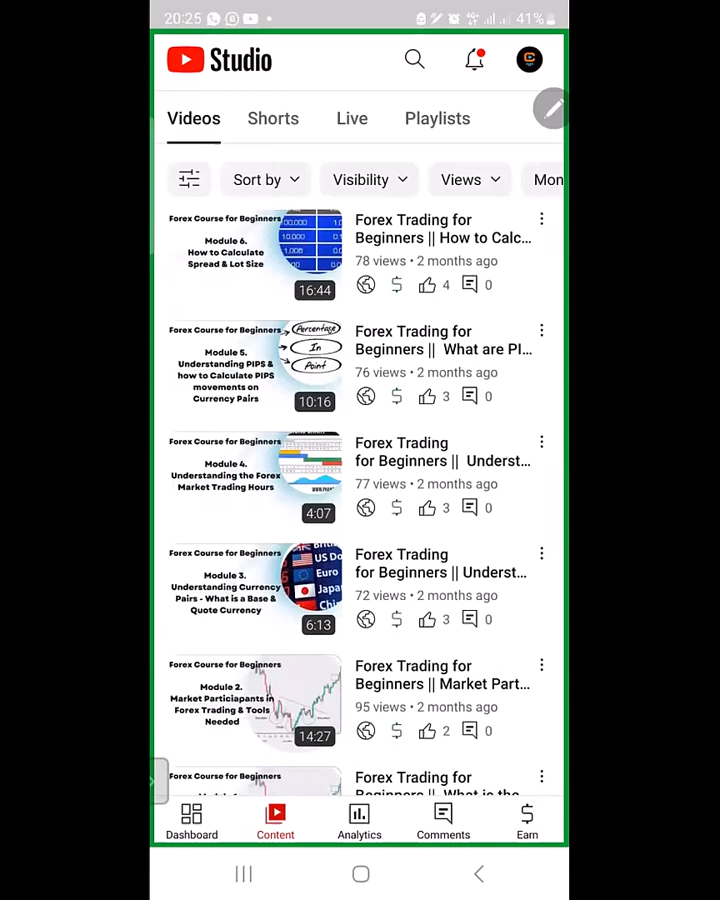 20:25
41%
Studio
Videos Shorts Live Playlists
Sort by Visibility Views Mon
Forex Course for Beginners
Module 6.
How to Calculate
Spread & Lot Size
16:44
Forex Trading for
Beginners || How to Calc...
78 views • 2 months ago
4 0
Forex Course for Beginners
Module 5.
Understanding PIPS &
how to Calculate PIPS
movements on
Currency Pairs
Percentage
In
Point
10:16
Forex Trading for
Beginners || What are PI...
76 views • 2 months ago
3 0
Forex Course for Beginners
Module 4.
Understanding the Forex
Market Trading Hours
4:07
Forex Trading
for Beginners || Underst...
77 views • 2 months ago
3 0
Forex Course for Beginners
Module 3.
Understanding Currency
Pairs - What is a Base &
Quote Currency
US Do
Euro
Japa
6:13
Forex Trading
for Beginners || Underst...
72 views • 2 months ago
3 0
Forex Course for Beginners
Module 2.
Market Particiapants in
Forex Trading & Tools
Needed
14:27
Forex Trading for
Beginners || Market Part...
95 views • 2 months ago
2 0
Forex Course for Beginners
Forex Trading for
Beginners || What is the
Dashboard Content Analytics Comments Earn